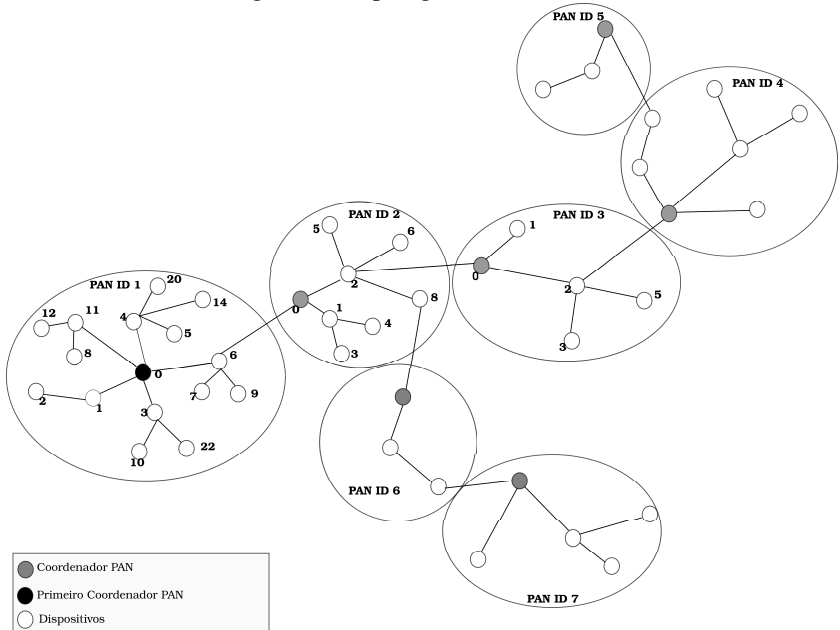 PAN ID 5
PAN ID 4
PAN ID 2
5
6
2
8
0
1
4
3
PAN ID 3
1
0
2
5
3
PAN ID 1
20
14
12
11
4
5
8
0
6
7
9
2
1
3
10
22
PAN ID 6
PAN ID 7
Coordenador PAN
Primeiro Coordenador PAN
Dispositivos